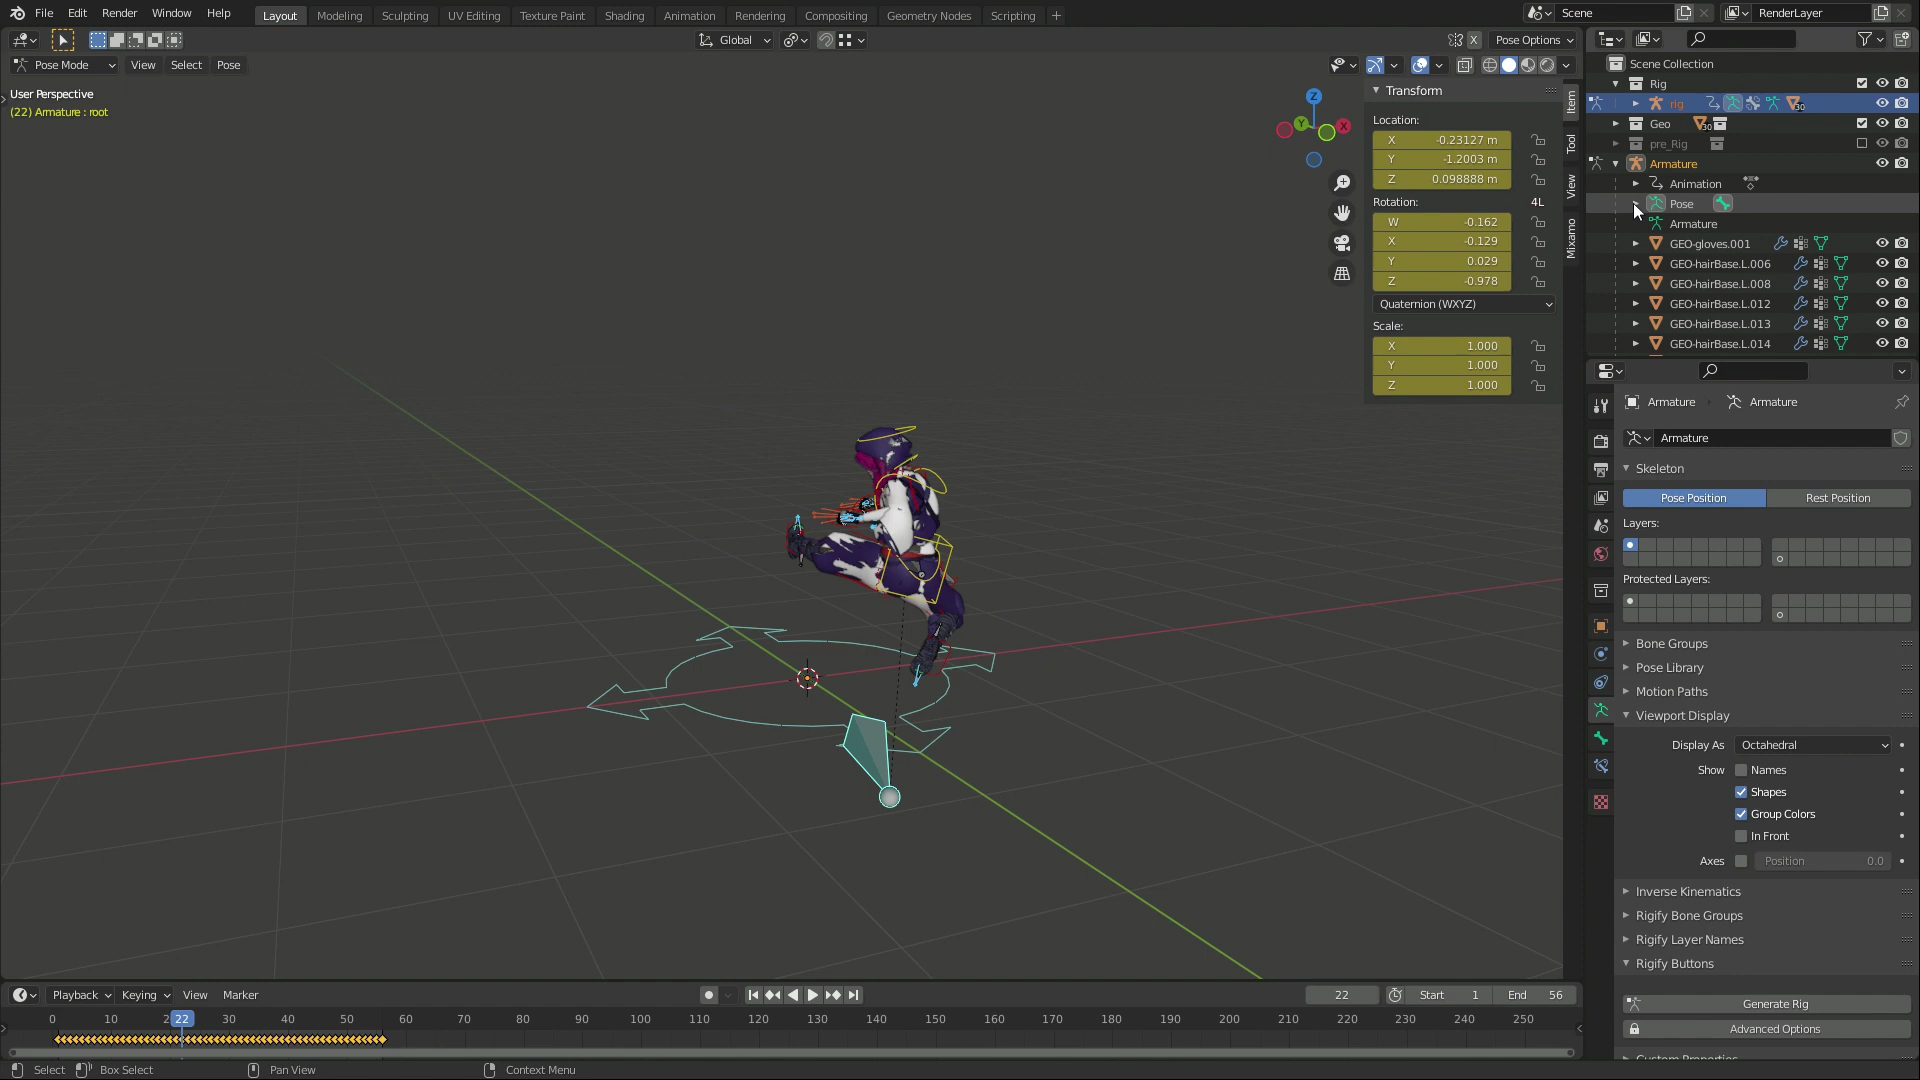 File Edit Render Window Help Layout Modeling Sculpting UV Editing Texture Paint Shading Animation Rendering Compositing Geometry Nodes Scripting + Scene RenderLayer
Global X Pose Options
Pose Mode View Select Pose
User Perspective
(22) Armature : root
Z
Y
X
Transform
Location:
X -0.23127 m
Y -1.2003 m
Z 0.098888 m
Rotation: 4L
W -0.162
X -0.129
Y 0.029
Z -0.978
Quaternion (WXYZ)
Scale:
X 1.000
Y 1.000
Z 1.000
Item
Tool
View
Mixamo
Scene Collection
Rig
rig 30
Geo 30
pre_Rig
Armature
Animation
Pose
Armature
GEO-gloves.001
GEO-hairBase.L.006
GEO-hairBase.L.008
GEO-hairBase.L.012
GEO-hairBase.L.013
GEO-hairBase.L.014
Armature Armature
Armature
Skeleton
Pose Position Rest Position
Layers:
Protected Layers:
Bone Groups
Pose Library
Motion Paths
Viewport Display
Display As Octahedral
Show Names
Shapes
Group Colors
In Front
Axes Position 0.0
Inverse Kinematics
Rigify Bone Groups
Rigify Layer Names
Rigify Buttons
Generate Rig
Advanced Options
Custom Properties
Playback Keying View Marker 22 Start 1 End 56
0 10 2 22 30 40 50 60 70 80 90 100 110 120 130 140 150 160 170 180 190 200 210 220 230 240 250
Select Box Select Pan View Context Menu